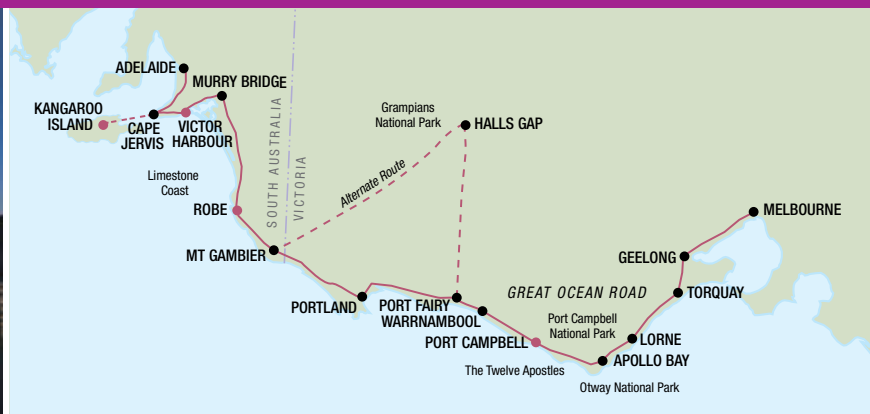 ADELAIDE
MURRY BRIDGE
KANGAROO
ISLAND
CAPE
JERVIS
VICTOR
HARBOUR
Limestone
Coast
ROBE
MT GAMBIER
SOUTH AUSTRALIA
VICTORIA
Grampians
National Park
HALLS GAP
Alternate Route
PORTLAND
PORT FAIRY
WARRNAMBOOL
PORT CAMPBELL
The Twelve Apostles
GREAT OCEAN ROAD
Port Campbell
National Park
MELBOURNE
GEELONG
TORQUAY
LORNE
APOLLO BAY
Otway National Park